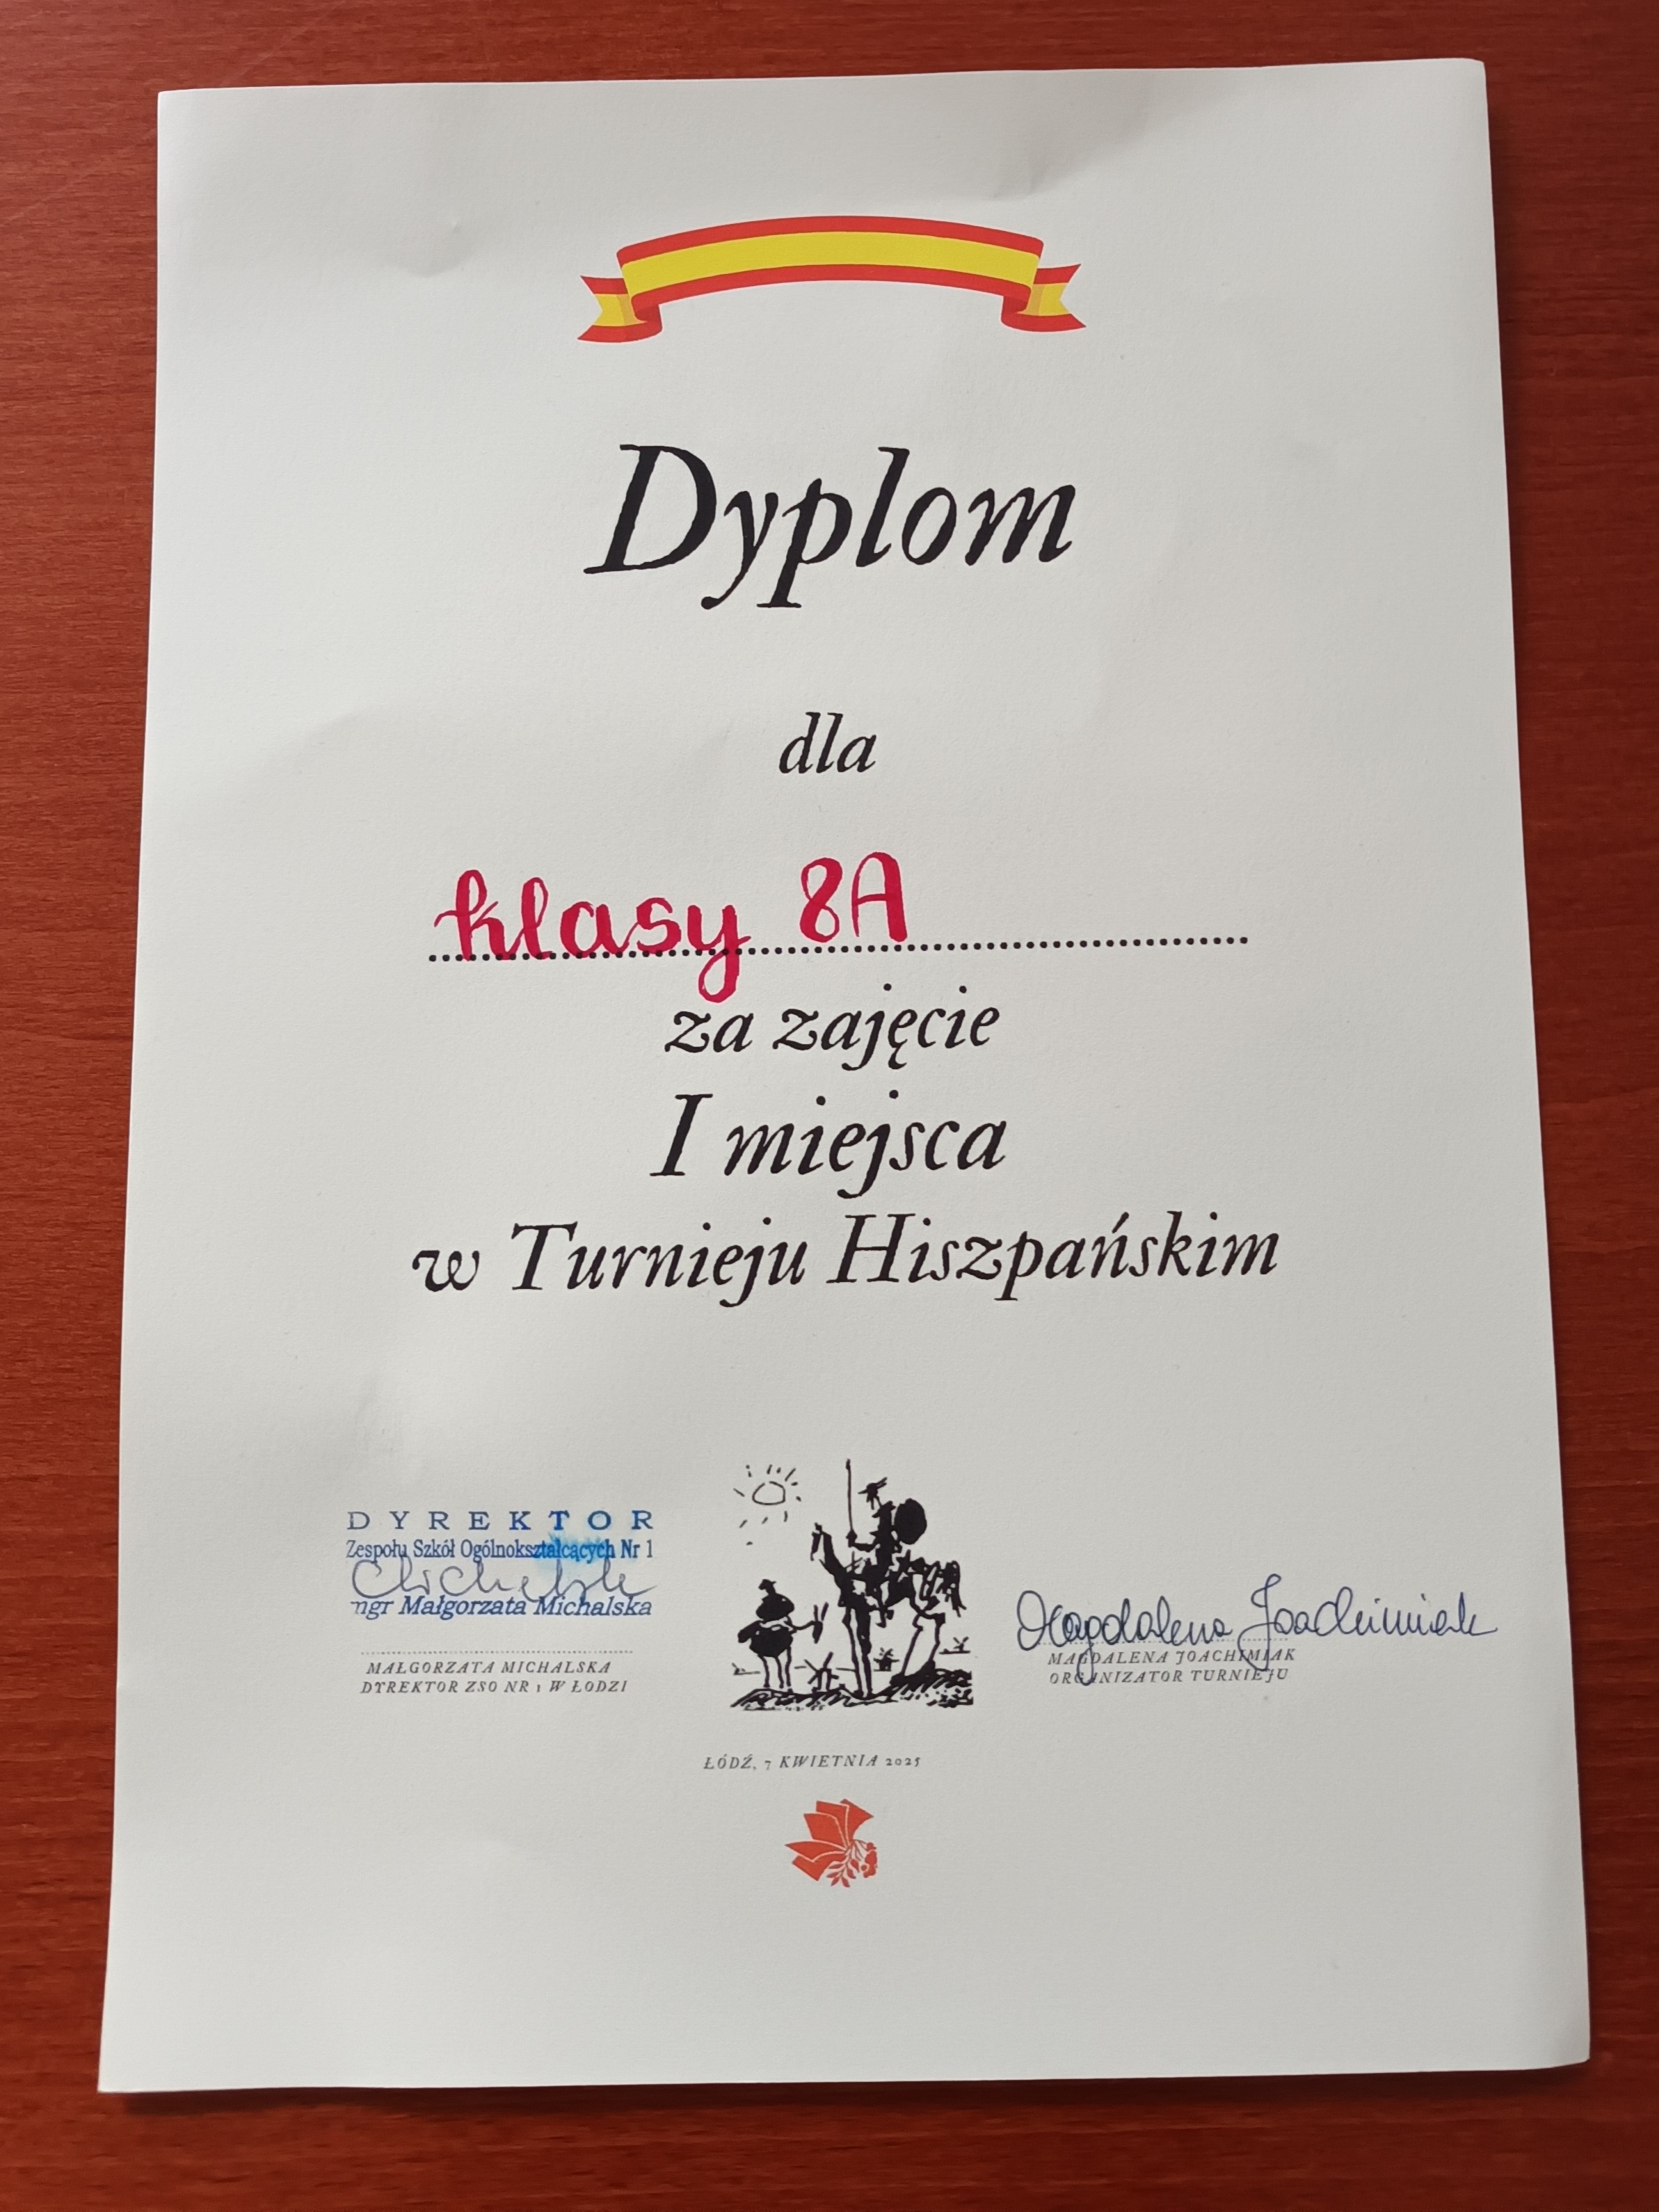 Dyplom
dla
klasy 8A
za zajęcie
I miejsca
w Turnieju Hiszpańskim
DYREKTOR
Zespołu Szkół Ogólnokształcących Nr 1
mgr Małgorzata Michalska
MAŁGORZATA MICHALSKA
DYREKTOR ZSO NR 1 W ŁODZI
Magdalena Joachimiak
MAGDALENA JOACHIMIAK
ORGANIZATOR TURNIEJU
ŁÓDŹ, 7 KWIETNIA 2025